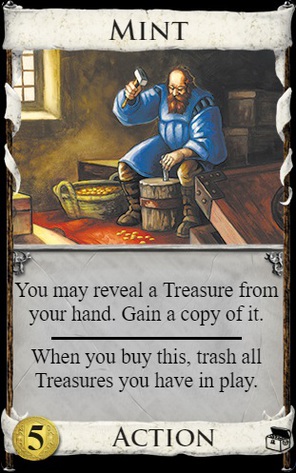 MINT
You may reveal a Treasure from
your hand. Gain a copy of it.
When you buy this, trash all
Treasures you have in play.
5
ACTION